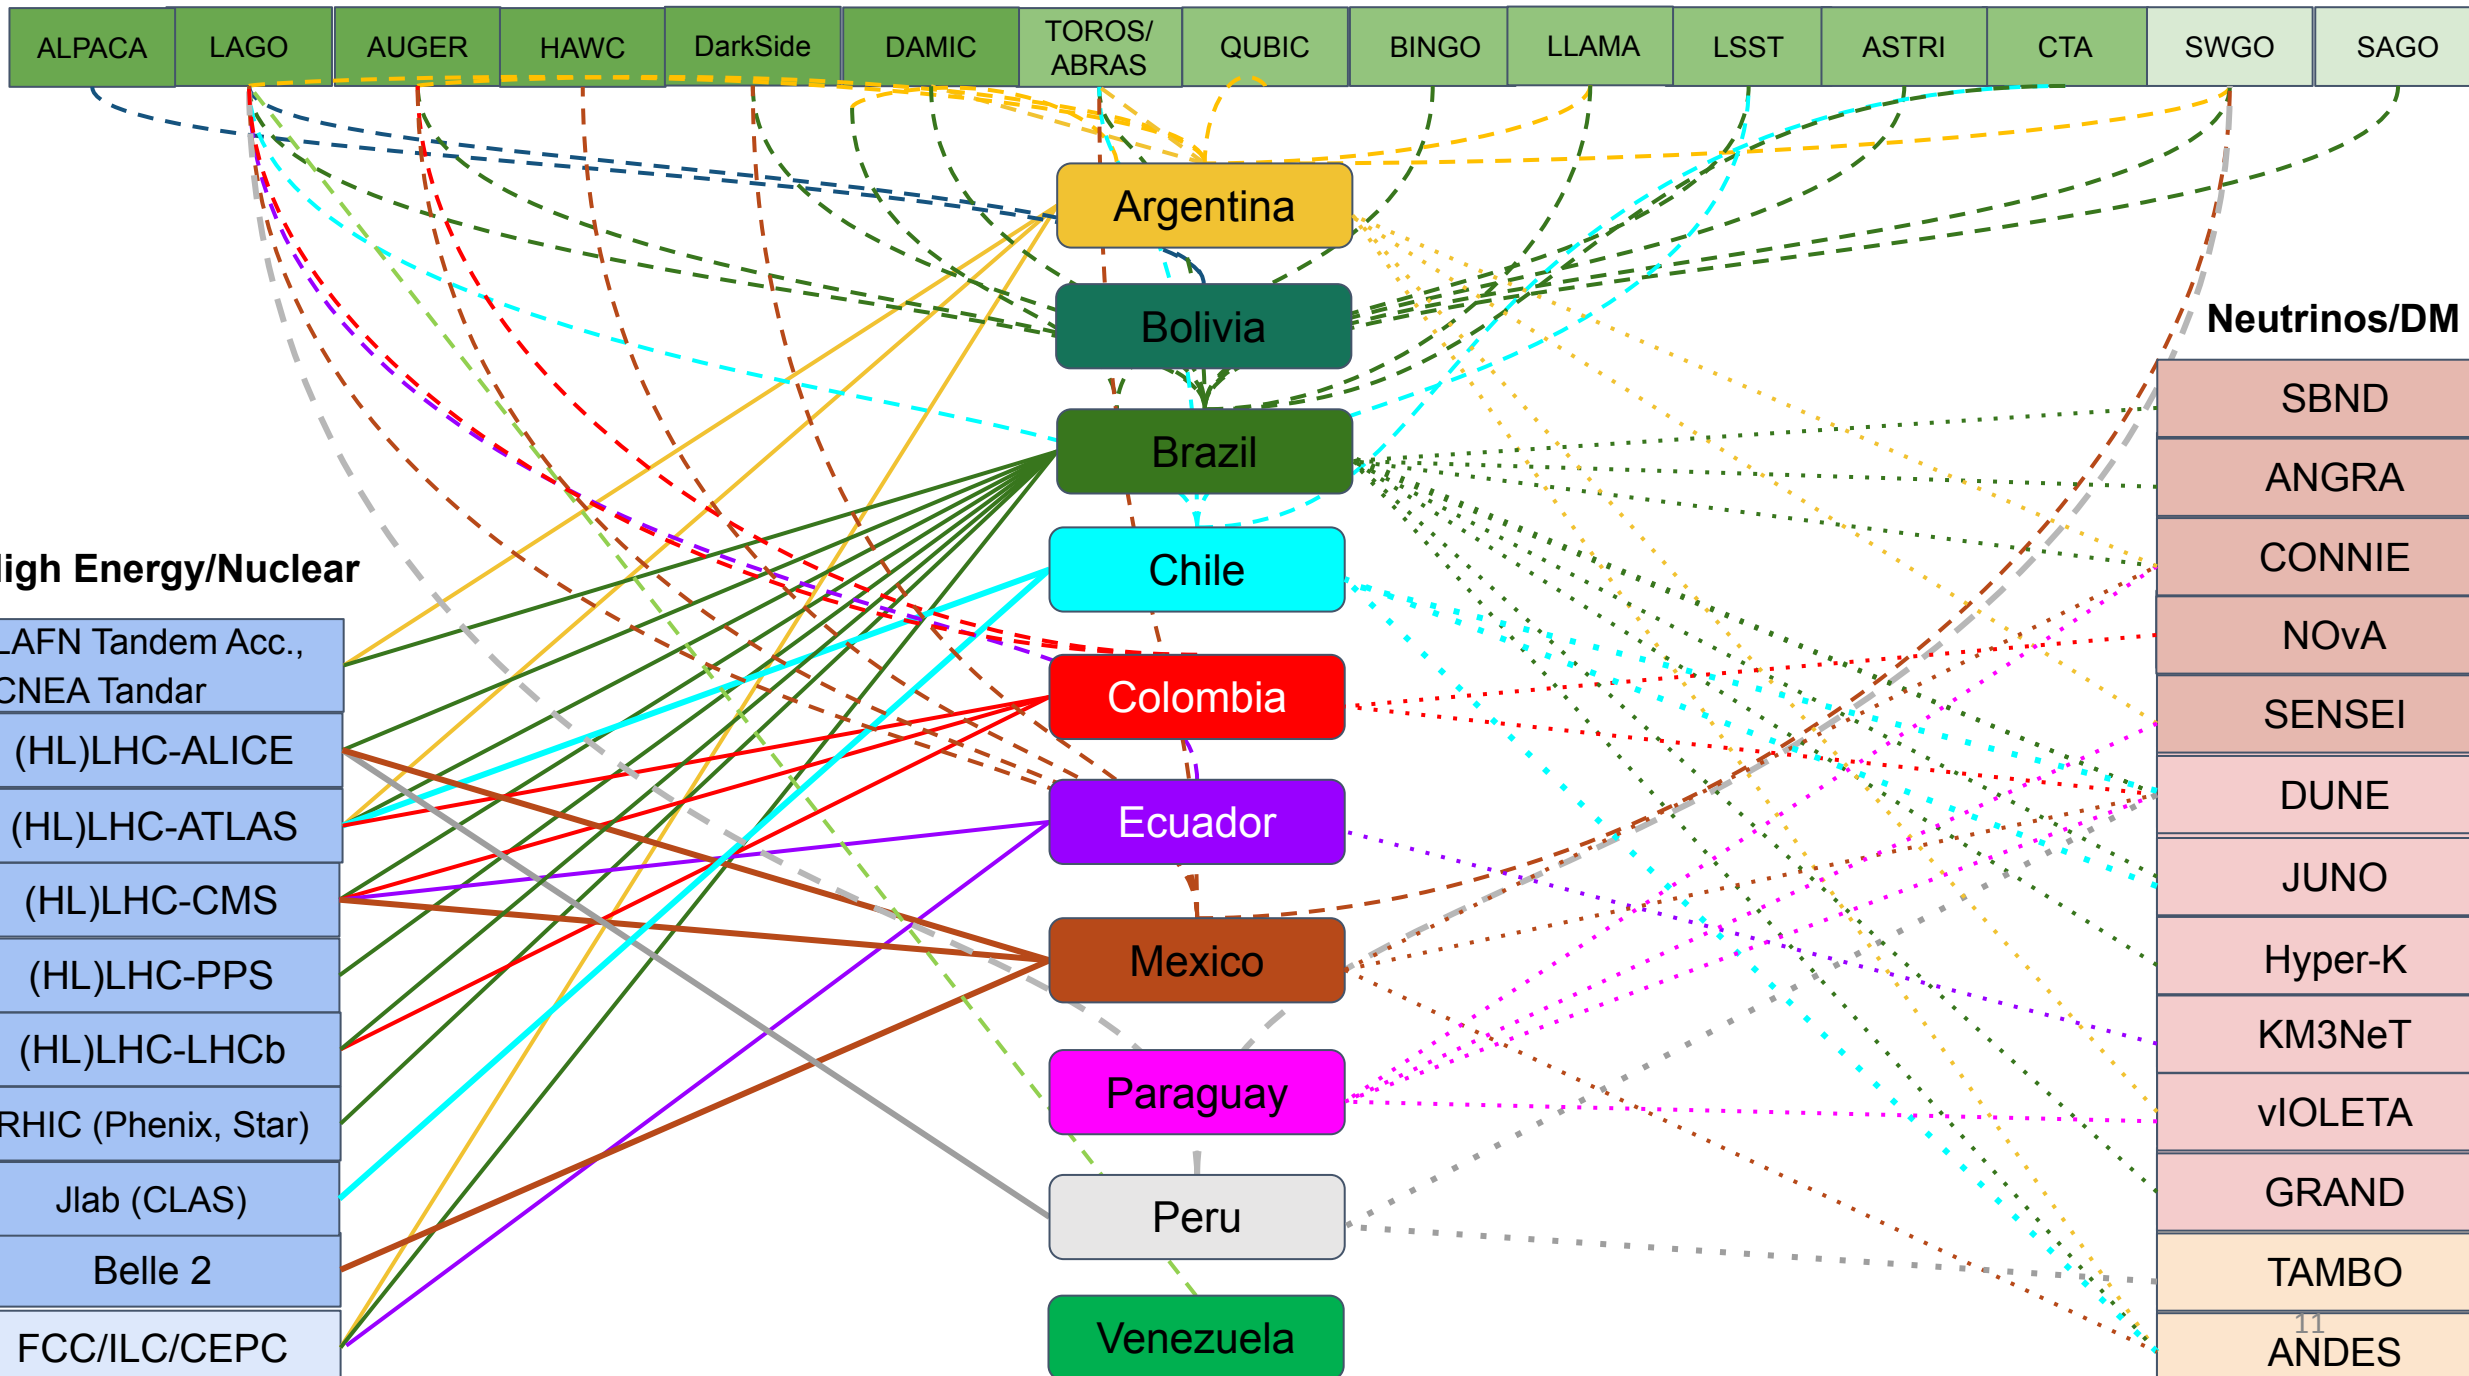 ALPACA
LAGO
AUGER
HAWC
DarkSide
DAMIC
TOROS/
ABRAS
QUBIC
BINGO
LLAMA
LSST
ASTRI
CTA
SWGO
SAGO
Argentina
Bolivia
Brazil
Chile
Colombia
Ecuador
Mexico
Paraguay
Peru
Venezuela
igh Energy/Nuclear
LAFN Tandem Acc.,
CNEA Tandar
(HL)LHC-ALICE
(HL)LHC-ATLAS
(HL)LHC-CMS
(HL)LHC-PPS
(HL)LHC-LHCb
RHIC (Phenix, Star)
Jlab (CLAS)
Belle 2
FCC/ILC/CEPC
Neutrinos/DM
SBND
ANGRA
CONNIE
NOvA
SENSEI
DUNE
JUNO
Hyper-K
KM3NeT
vIOLETA
GRAND
TAMBO
11
ANDES